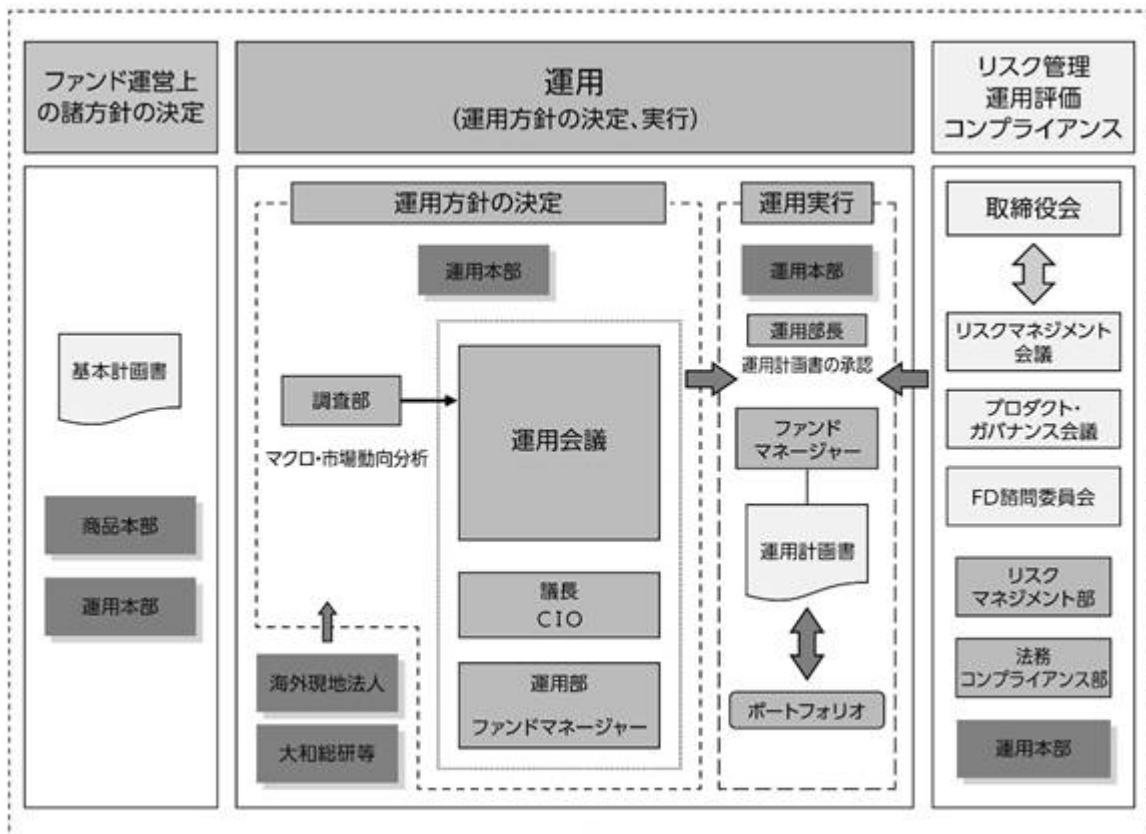 ファンド運営上
の諸方針の決定
運用
(運用方針の決定、実行)
リスク管理
運用評価
コンプライアンス
基本計画書
商品本部
運用本部
運用方針の決定
運用本部
調査部
マクロ・市場動向分析
運用会議
議長
CIO
運用部
ファンドマネージャー
海外現地法人
大和総研等
運用実行
運用本部
運用部長
運用計画書の承認
ファンド
マネージャー
運用計画書
ポートフォリオ
取締役会
リスクマネジメント
会議
プロダクト・
ガバナンス会議
FD諮問委員会
リスク
マネジメント部
法務
コンプライアンス部
運用本部